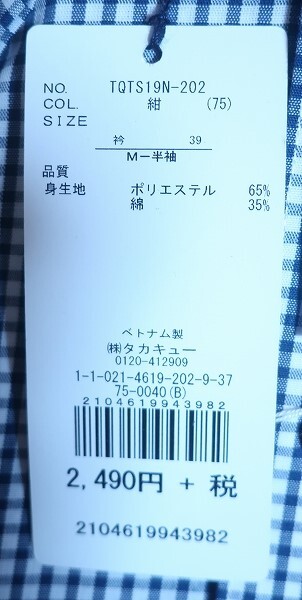 NO. TQTS19N-202
COL. 紺 (75)
SIZE
衿 39
M－半袖
品質
身生地 ポリエステル 65%
綿 35%
ベトナム製
㈱タカキュー
0120-412909
1-1-021-4619-202-9-37
75-0040(B)
2104619943982
2,490円 + 税
2104619943982